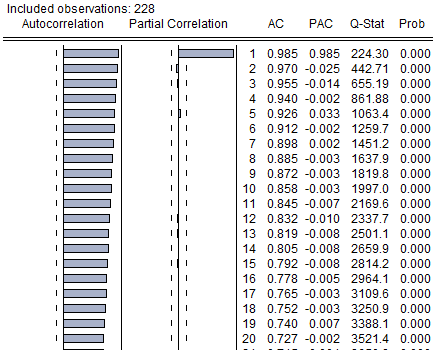 Included observations: 228
Autocorrelation Partial Correlation AC PAC Q-Stat Prob
1 0.985 0.985 224.30 0.000
2 0.970 -0.025 442.71 0.000
3 0.955 -0.014 655.19 0.000
4 0.940 -0.002 861.88 0.000
5 0.926 0.033 1063.4 0.000
6 0.912 -0.002 1259.7 0.000
7 0.898 0.002 1451.2 0.000
8 0.885 -0.003 1637.9 0.000
9 0.872 -0.003 1819.8 0.000
10 0.858 -0.003 1997.0 0.000
11 0.845 -0.007 2169.6 0.000
12 0.832 -0.010 2337.7 0.000
13 0.819 -0.008 2501.1 0.000
14 0.805 -0.008 2659.9 0.000
15 0.792 -0.008 2814.2 0.000
16 0.778 -0.005 2964.1 0.000
17 0.765 -0.003 3109.6 0.000
18 0.752 -0.003 3250.9 0.000
19 0.740 0.007 3388.1 0.000
20 0.727 -0.002 3521.4 0.000